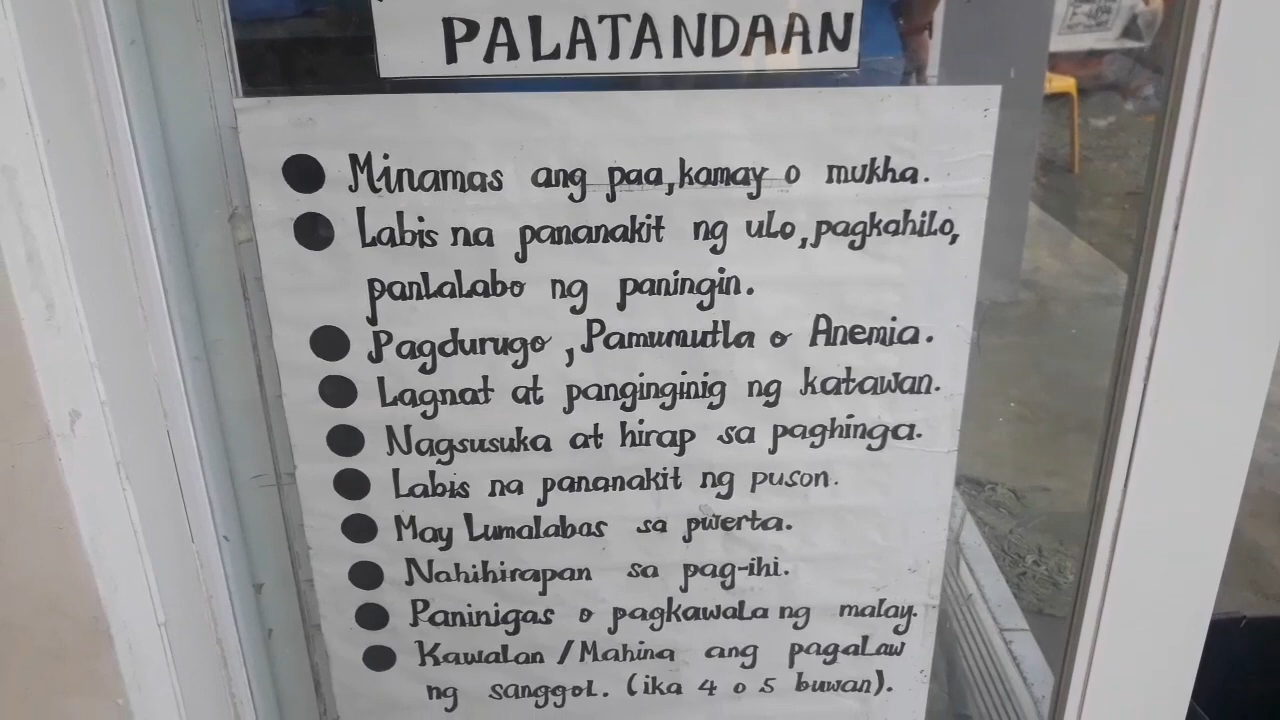 PALATANDAAN
● Minamas ang paa,kamay o mukha.
● Labis na pananakit ng ulo,pagkahilo,
panlalabo ng paningin.
● Pagdurugo ,Pamumutla o Anemia.
● Lagnat at panginginig ng katawan.
● Nagsusuka at hirap sa paghinga.
● Labis na pananakit ng puson.
● May Lumalabas sa pwerta.
● Nahihirapan sa pag-ihi.
● Paninigas o pagkawala ng malay.
● Kawalan /Mahina ang pagalaw
ng sanggol. (ika 4 o 5 buwan).